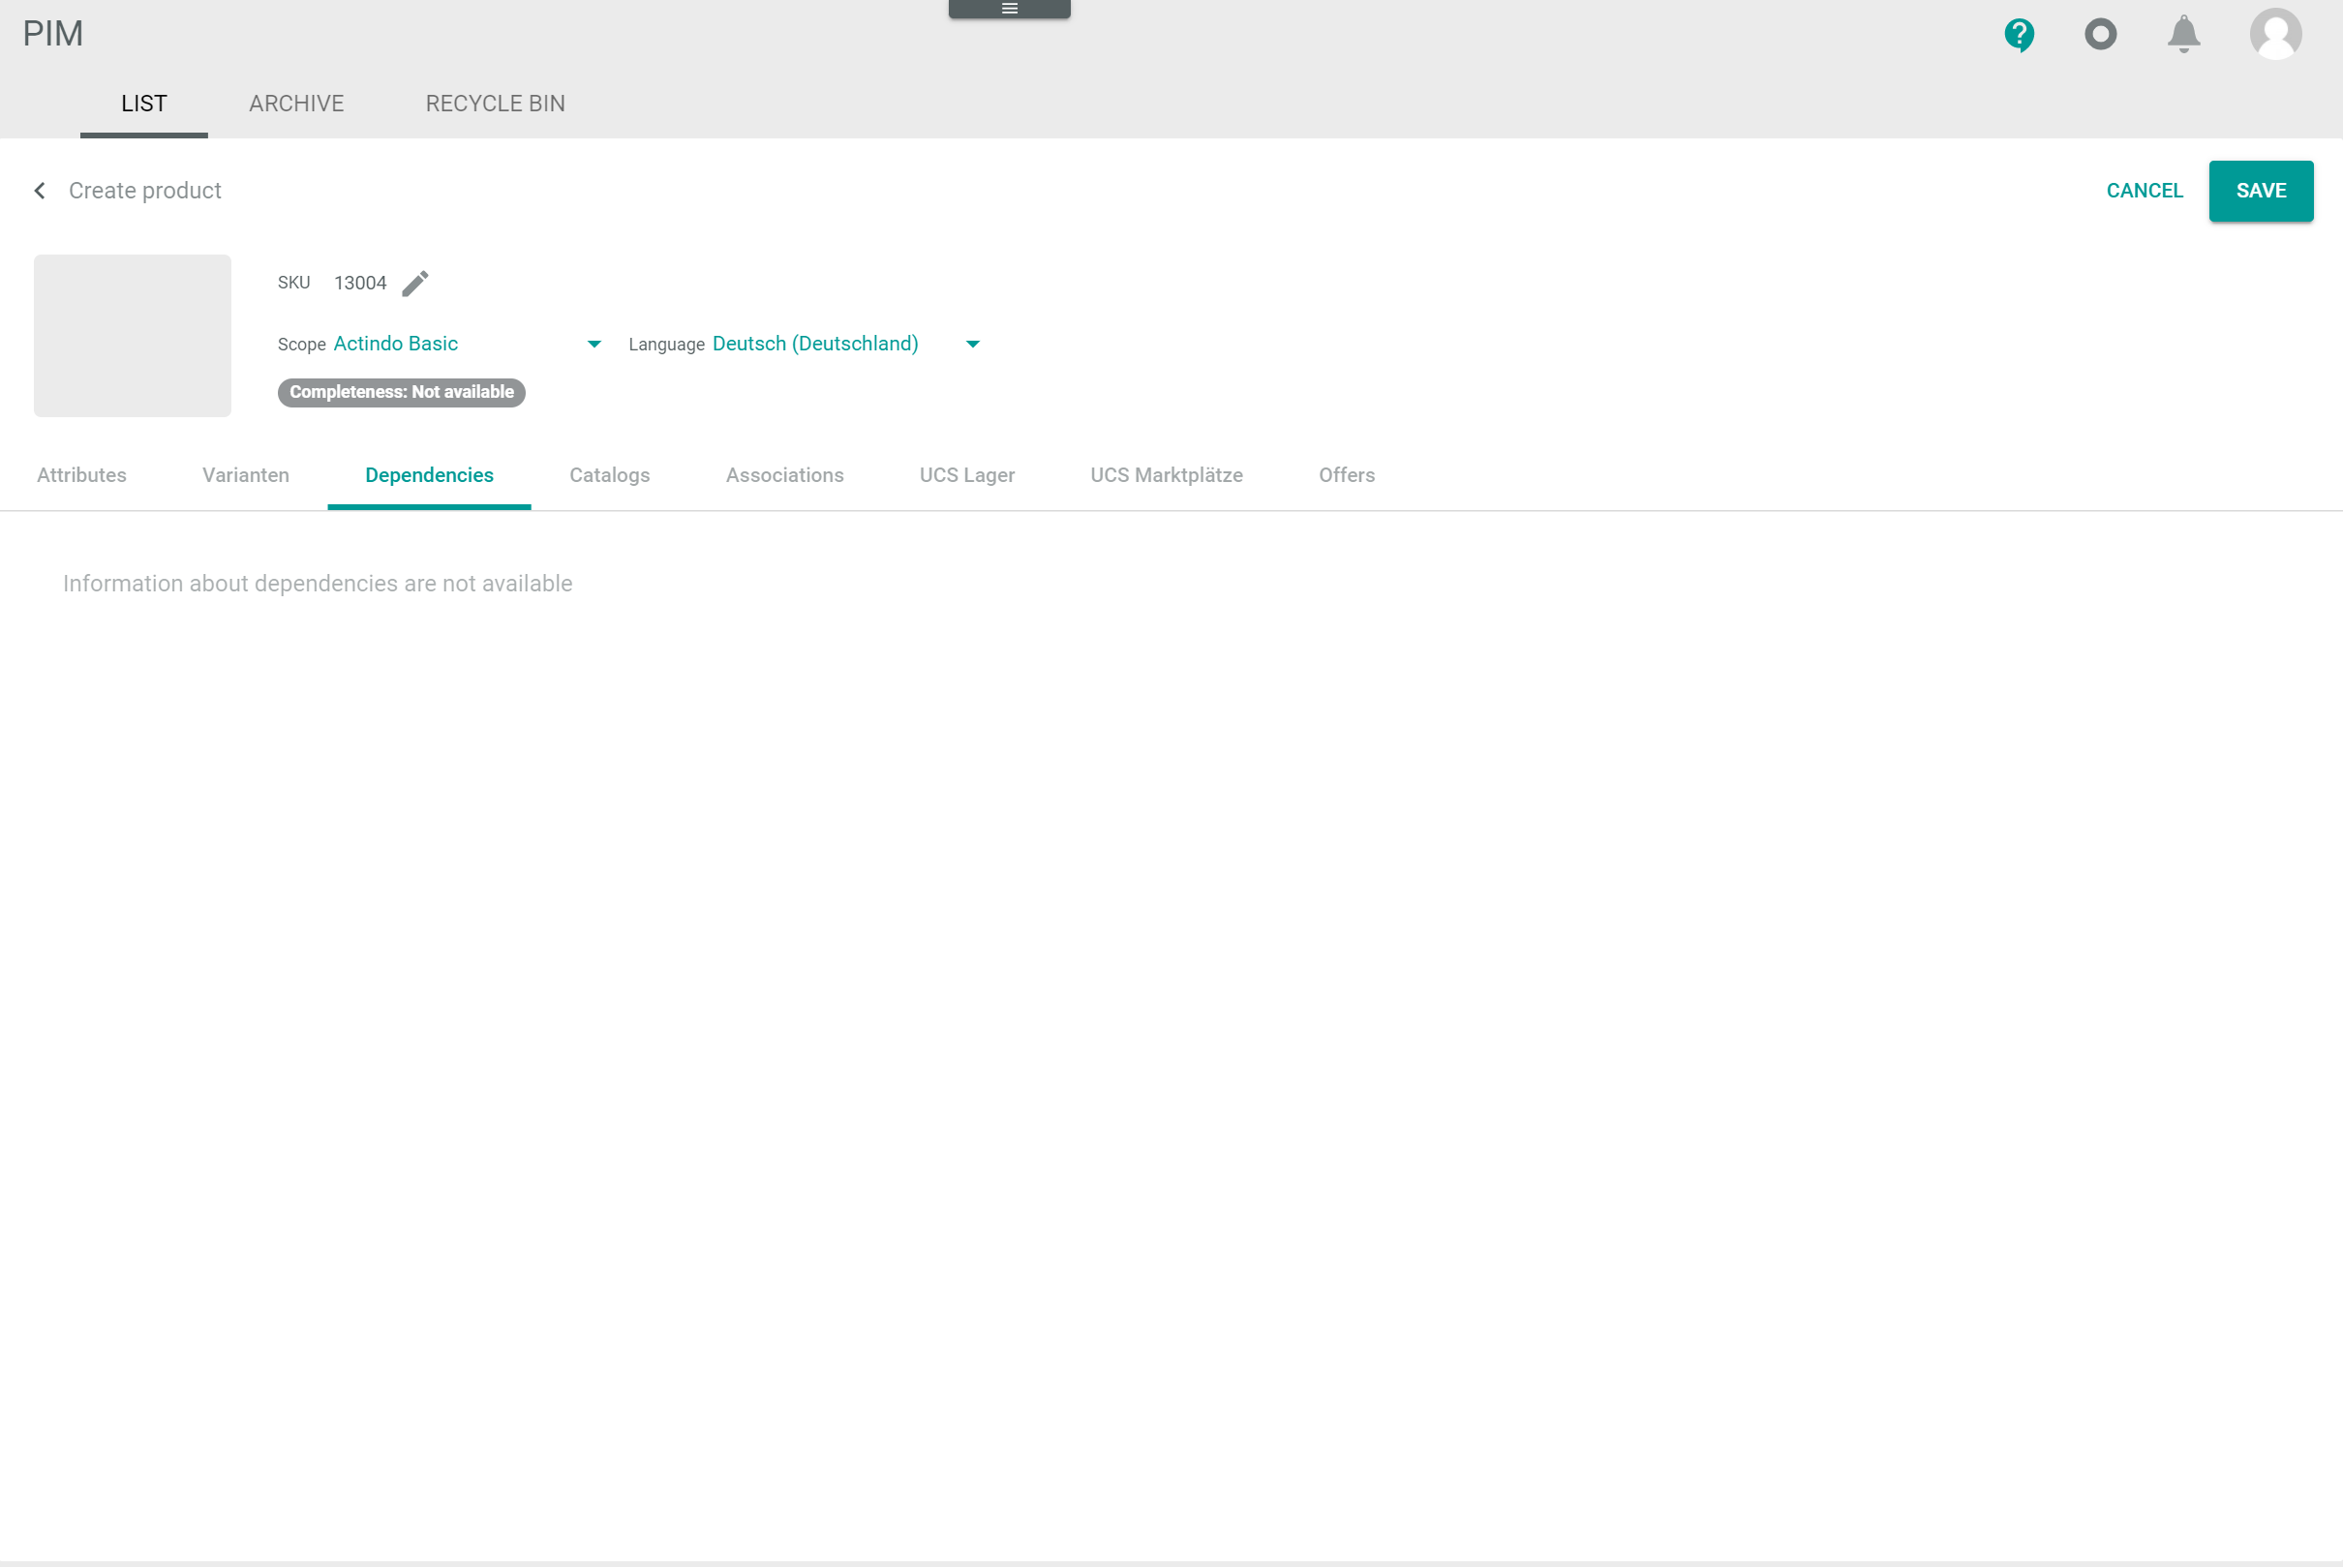 PIM
LIST ARCHIVE RECYCLE BIN
Create product CANCEL SAVE
SKU 13004
Scope Actindo Basic Language Deutsch (Deutschland)
Completeness: Not available
Attributes Varianten Dependencies Catalogs Associations UCS Lager UCS Marktplätze Offers
Information about dependencies are not available